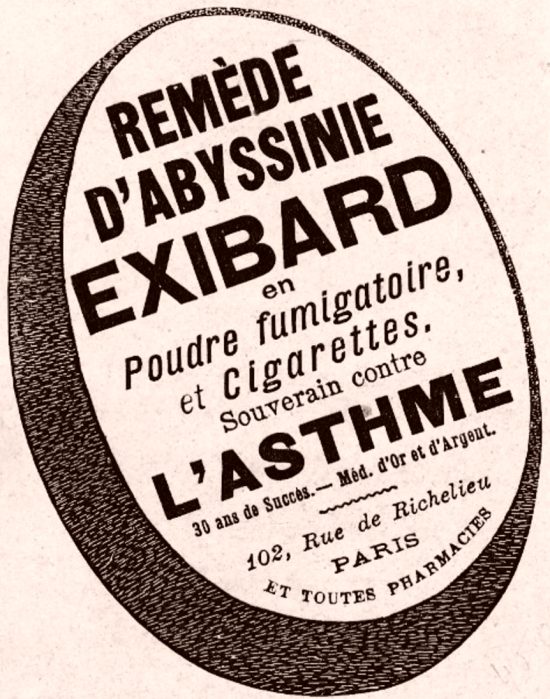 REMÈDE
D'ABYSSINIE
EXIBARD
en
Poudre fumigatoire,
et Cigarettes.
Souverain contre
L'ASTHME
30 ans de Succès.— Méd. d'Or et d'Argent.
102, Rue de Richelieu
PARIS
ET TOUTES PHARMACIES